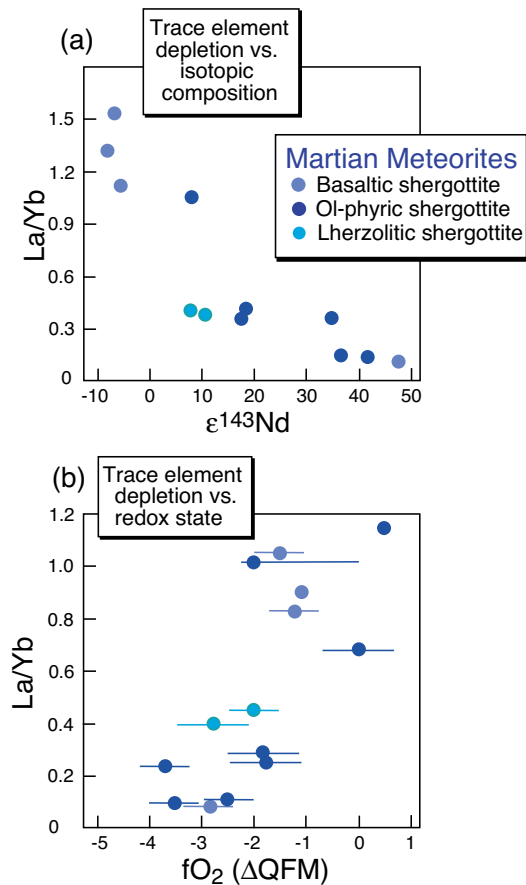 (a)
Trace element
depletion vs.
isotopic
composition
Martian Meteorites
Basaltic shergottite
Ol-phyric shergottite
Lherzolitic shergottite
La/Yb
1.5
1.2
0.9
0.6
0.3
0
-10 0 10 20 30 40 50
ε¹⁴³Nd
(b)
Trace element
depletion vs.
redox state
La/Yb
1.2
1.0
0.8
0.6
0.4
0.2
0
-5 -4 -3 -2 -1 0 1
fO₂ (ΔQFM)